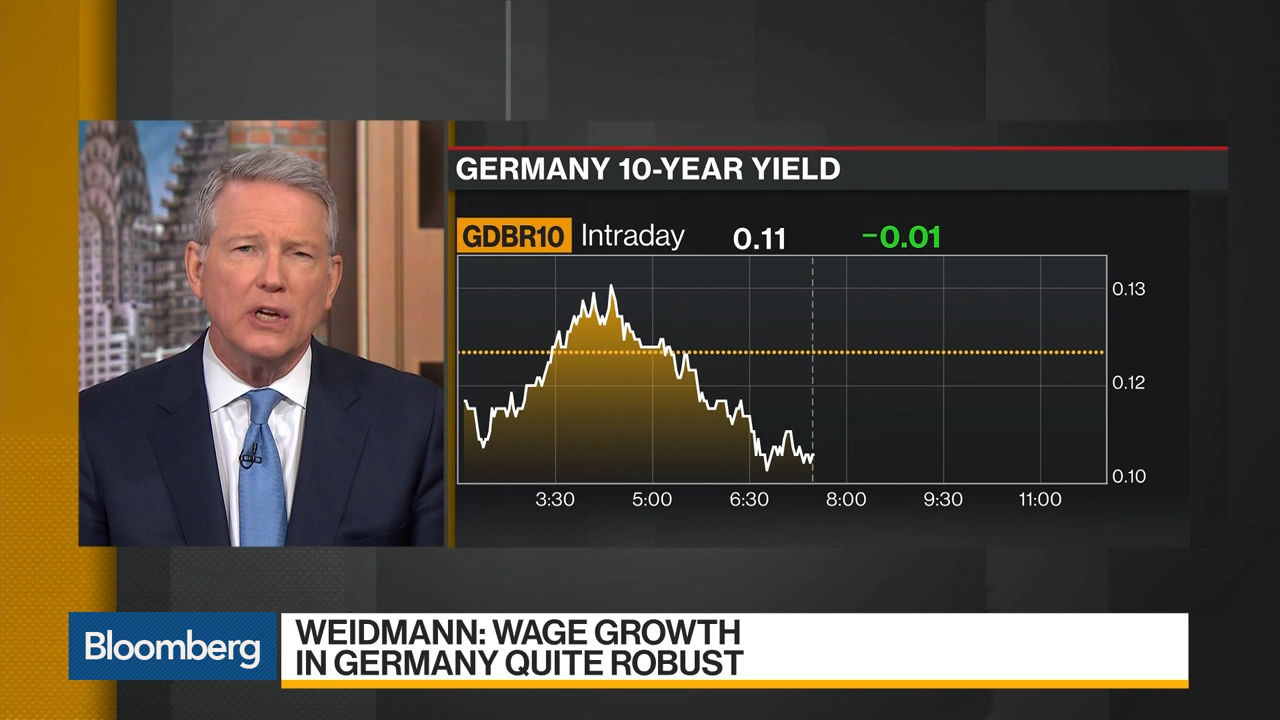 GERMANY 10-YEAR YIELD
GDBR10 Intraday 0.11 -0.01
0.13
0.12
0.10
3:30 5:00 6:30 8:00 9:30 11:00
Bloomberg
WEIDMANN: WAGE GROWTH
IN GERMANY QUITE ROBUST